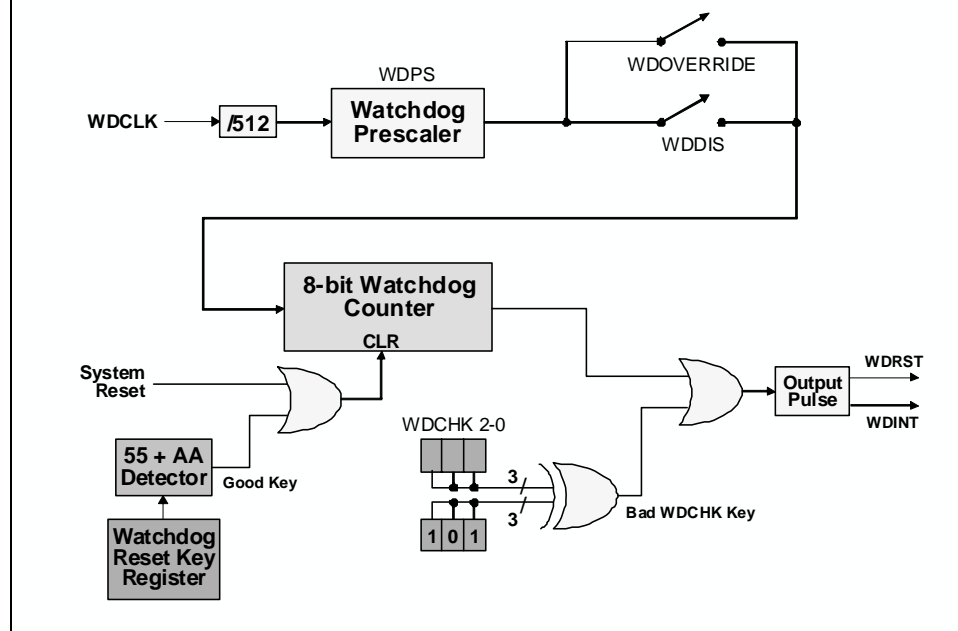 WDOVERRIDE
WDPS
WDCLK
/512
Watchdog
Prescaler
WDDIS
8-bit Watchdog
Counter
CLR
System
Reset
WDRST
Output
Pulse
WDINT
WDCHK 2-0
55 + AA
Detector
Good Key
3
3
Bad WDCHK Key
1 0 1
Watchdog
Reset Key
Register